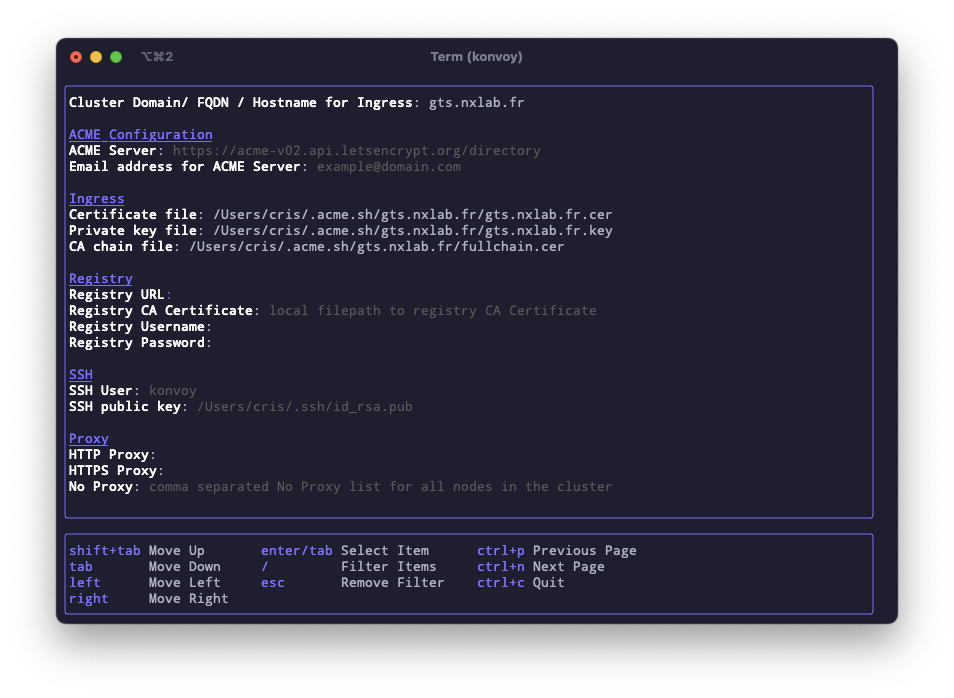 ⌥⌘2
Term (konvoy)
Cluster Domain/ FQDN / Hostname for Ingress: gts.nxlab.fr
ACME Configuration
ACME Server: https://acme-v02.api.letsencrypt.org/directory
Email address for ACME Server: example@domain.com
Ingress
Certificate file: /Users/cris/.acme.sh/gts.nxlab.fr/gts.nxlab.fr.cer
Private key file: /Users/cris/.acme.sh/gts.nxlab.fr/gts.nxlab.fr.key
CA chain file: /Users/cris/.acme.sh/gts.nxlab.fr/fullchain.cer
Registry
Registry URL:
Registry CA Certificate: local filepath to registry CA Certificate
Registry Username:
Registry Password:
SSH
SSH User: konvoy
SSH public key: /Users/cris/.ssh/id_rsa.pub
Proxy
HTTP Proxy:
HTTPS Proxy:
No Proxy: comma separated No Proxy list for all nodes in the cluster
shift+tab Move Up enter/tab Select Item ctrl+p Previous Page
tab Move Down / Filter Items ctrl+n Next Page
left Move Left esc Remove Filter ctrl+c Quit
right Move Right